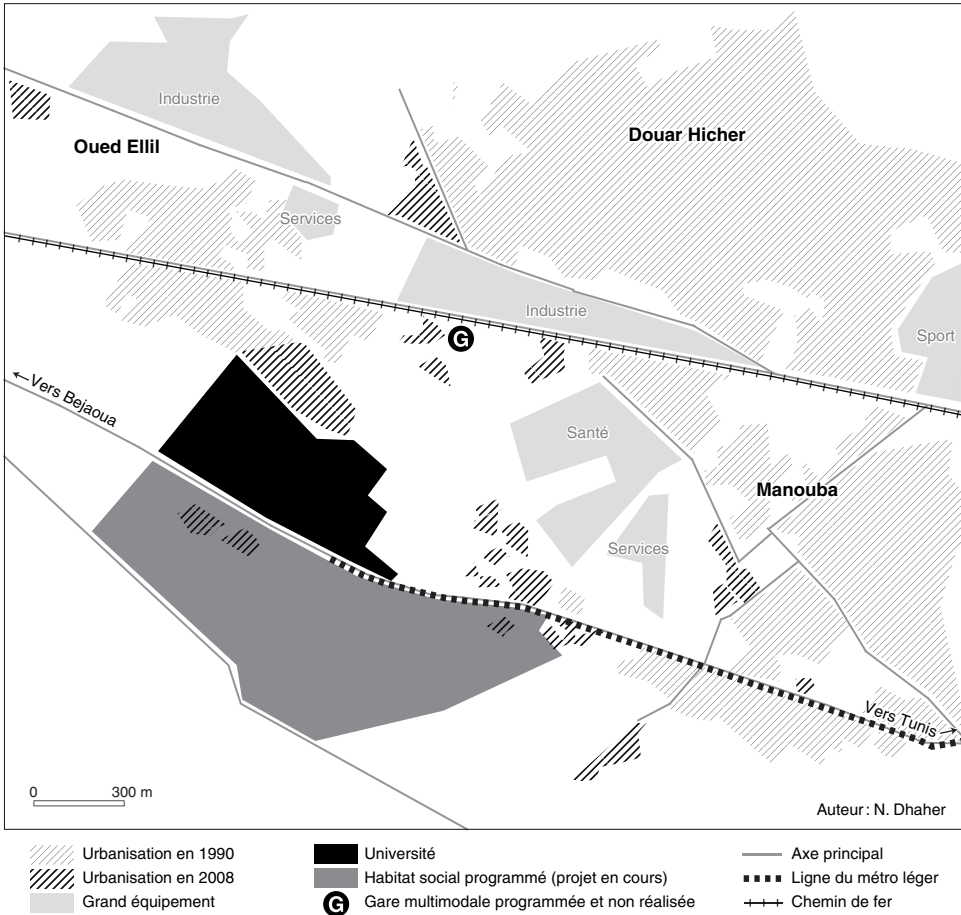 Industrie
Oued Ellil
Douar Hicher
Services
Industrie
G
Sport
←Vers Bejaoua
Santé
Manouba
Services
Vers Tunis→
0 300 m
Auteur : N. Dhaher
Urbanisation en 1990
Urbanisation en 2008
Grand équipement
Université
Habitat social programmé (projet en cours)
G Gare multimodale programmée et non réalisée
Axe principal
Ligne du métro léger
Chemin de fer